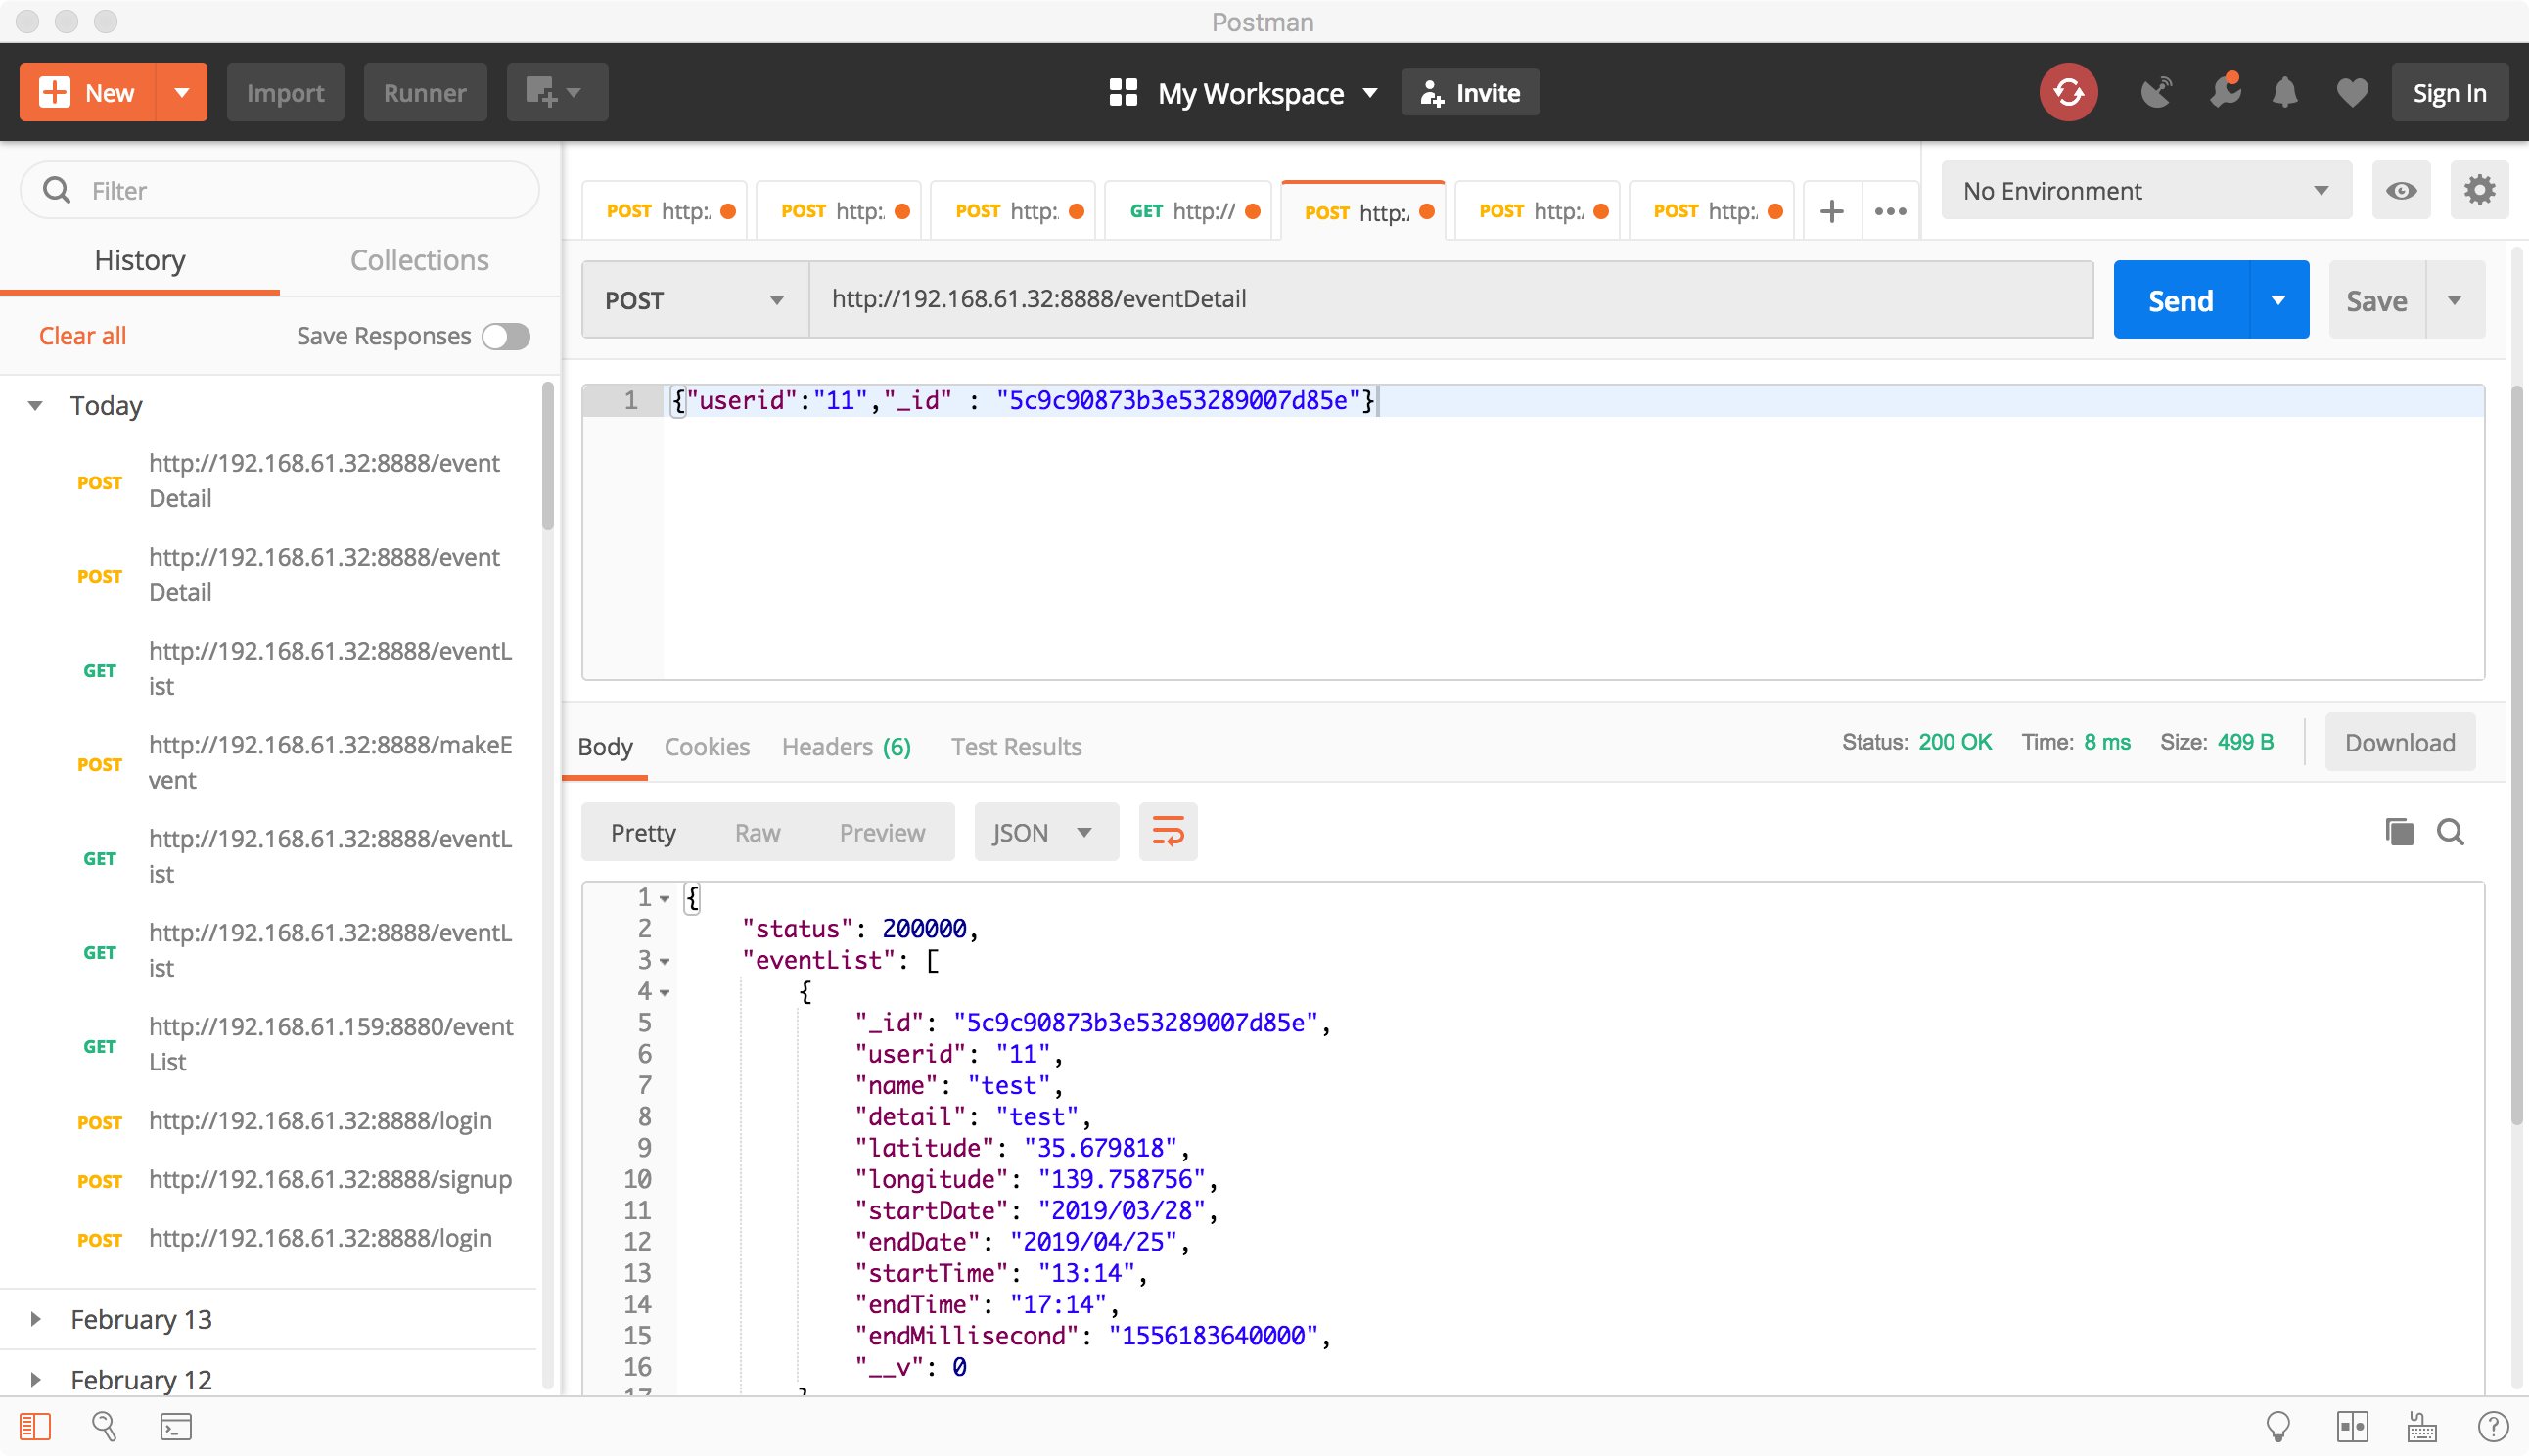 Postman
New
Import
Runner
My Workspace
Invite
Sign In
Filter
History
Collections
Clear all
Save Responses
Today
POST http://192.168.61.32:8888/event
Detail
POST http://192.168.61.32:8888/event
Detail
GET http://192.168.61.32:8888/eventL
ist
POST http://192.168.61.32:8888/makeE
vent
GET http://192.168.61.32:8888/eventL
ist
GET http://192.168.61.32:8888/eventL
ist
GET http://192.168.61.159:8880/event
List
POST http://192.168.61.32:8888/login
POST http://192.168.61.32:8888/signup
POST http://192.168.61.32:8888/login
February 13
February 12
POST http:/
POST http:/
POST http:
GET http://
POST http:/
POST http:/
POST http:/
No Environment
POST
http://192.168.61.32:8888/eventDetail
Send
Save
1 {"userid":"11","_id" : "5c9c90873b3e53289007d85e"}
Body
Cookies
Headers (6)
Test Results
Status: 200 OK
Time: 8 ms
Size: 499 B
Download
Pretty
Raw
Preview
JSON
1 {
2 "status": 200000,
3 "eventList": [
4 {
5 "_id": "5c9c90873b3e53289007d85e",
6 "userid": "11",
7 "name": "test",
8 "detail": "test",
9 "latitude": "35.679818",
10 "longitude": "139.758756",
11 "startDate": "2019/03/28",
12 "endDate": "2019/04/25",
13 "startTime": "13:14",
14 "endTime": "17:14",
15 "endMillisecond": "1556183640000",
16 "__v": 0